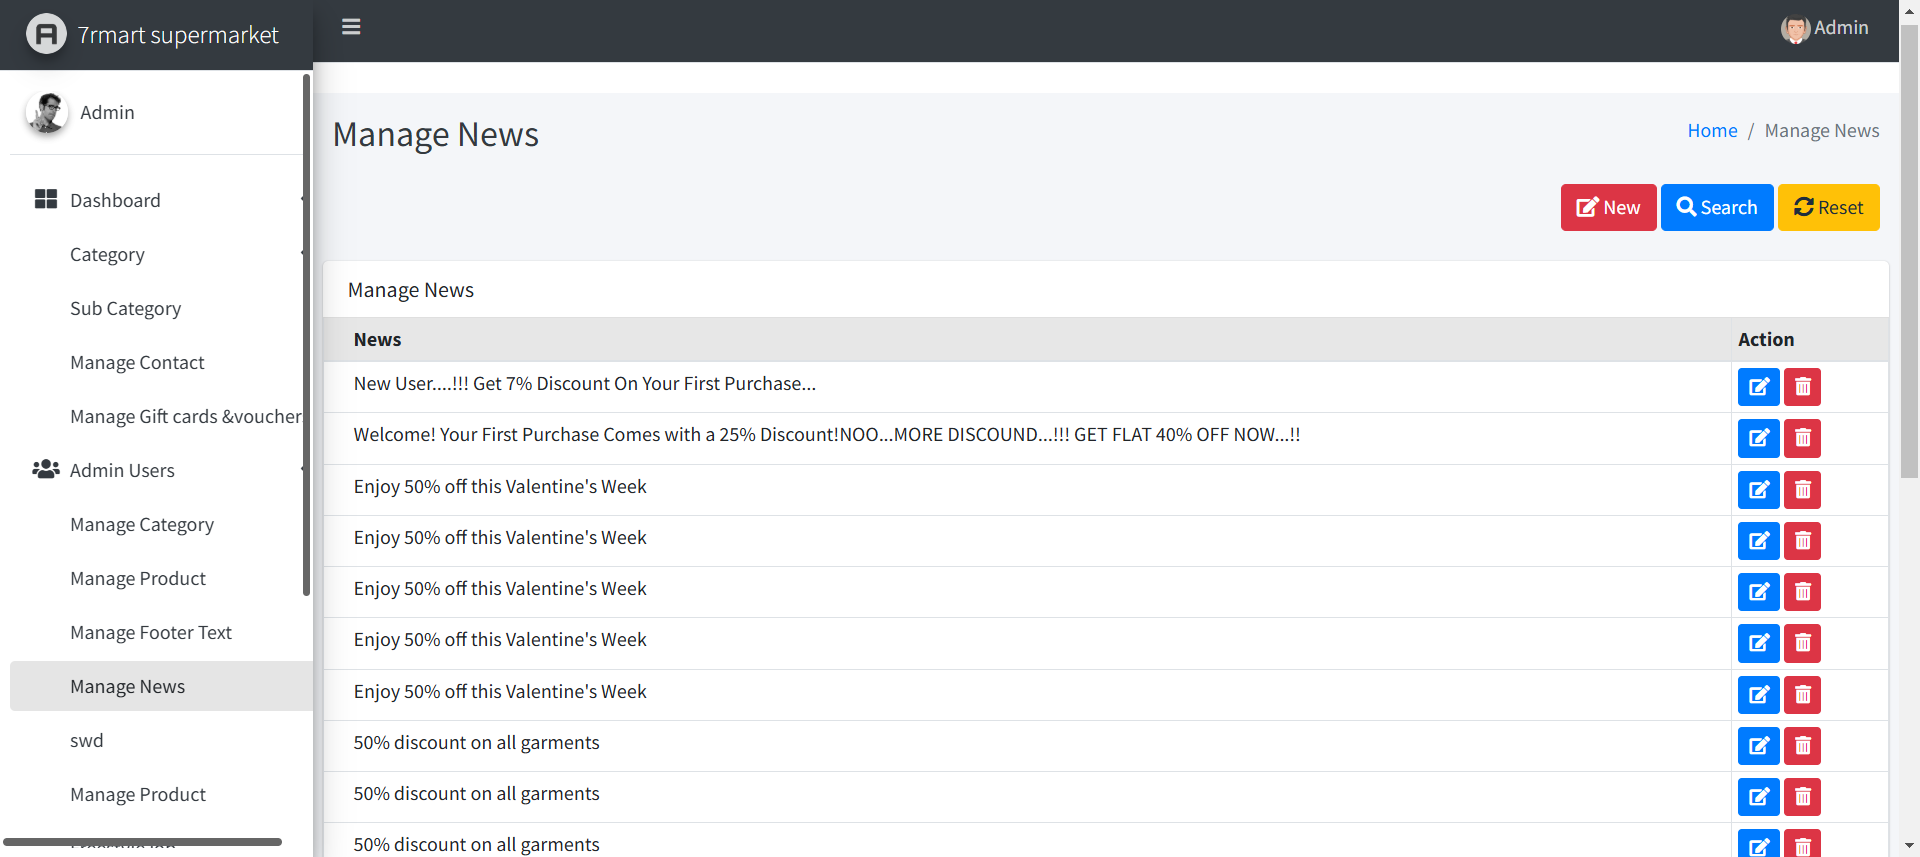 7rmart supermarket
Admin
Admin
Dashboard
Category
Sub Category
Manage Contact
Manage Gift cards &voucher
Admin Users
Manage Category
Manage Product
Manage Footer Text
Manage News
swd
Manage Product
Manage News
Home / Manage News
New Search Reset
Manage News
News Action
New User....!!! Get 7% Discount On Your First Purchase...
Welcome! Your First Purchase Comes with a 25% Discount!NOO...MORE DISCOUND...!!! GET FLAT 40% OFF NOW...!!
Enjoy 50% off this Valentine's Week
Enjoy 50% off this Valentine's Week
Enjoy 50% off this Valentine's Week
Enjoy 50% off this Valentine's Week
Enjoy 50% off this Valentine's Week
50% discount on all garments
50% discount on all garments
50% discount on all garments